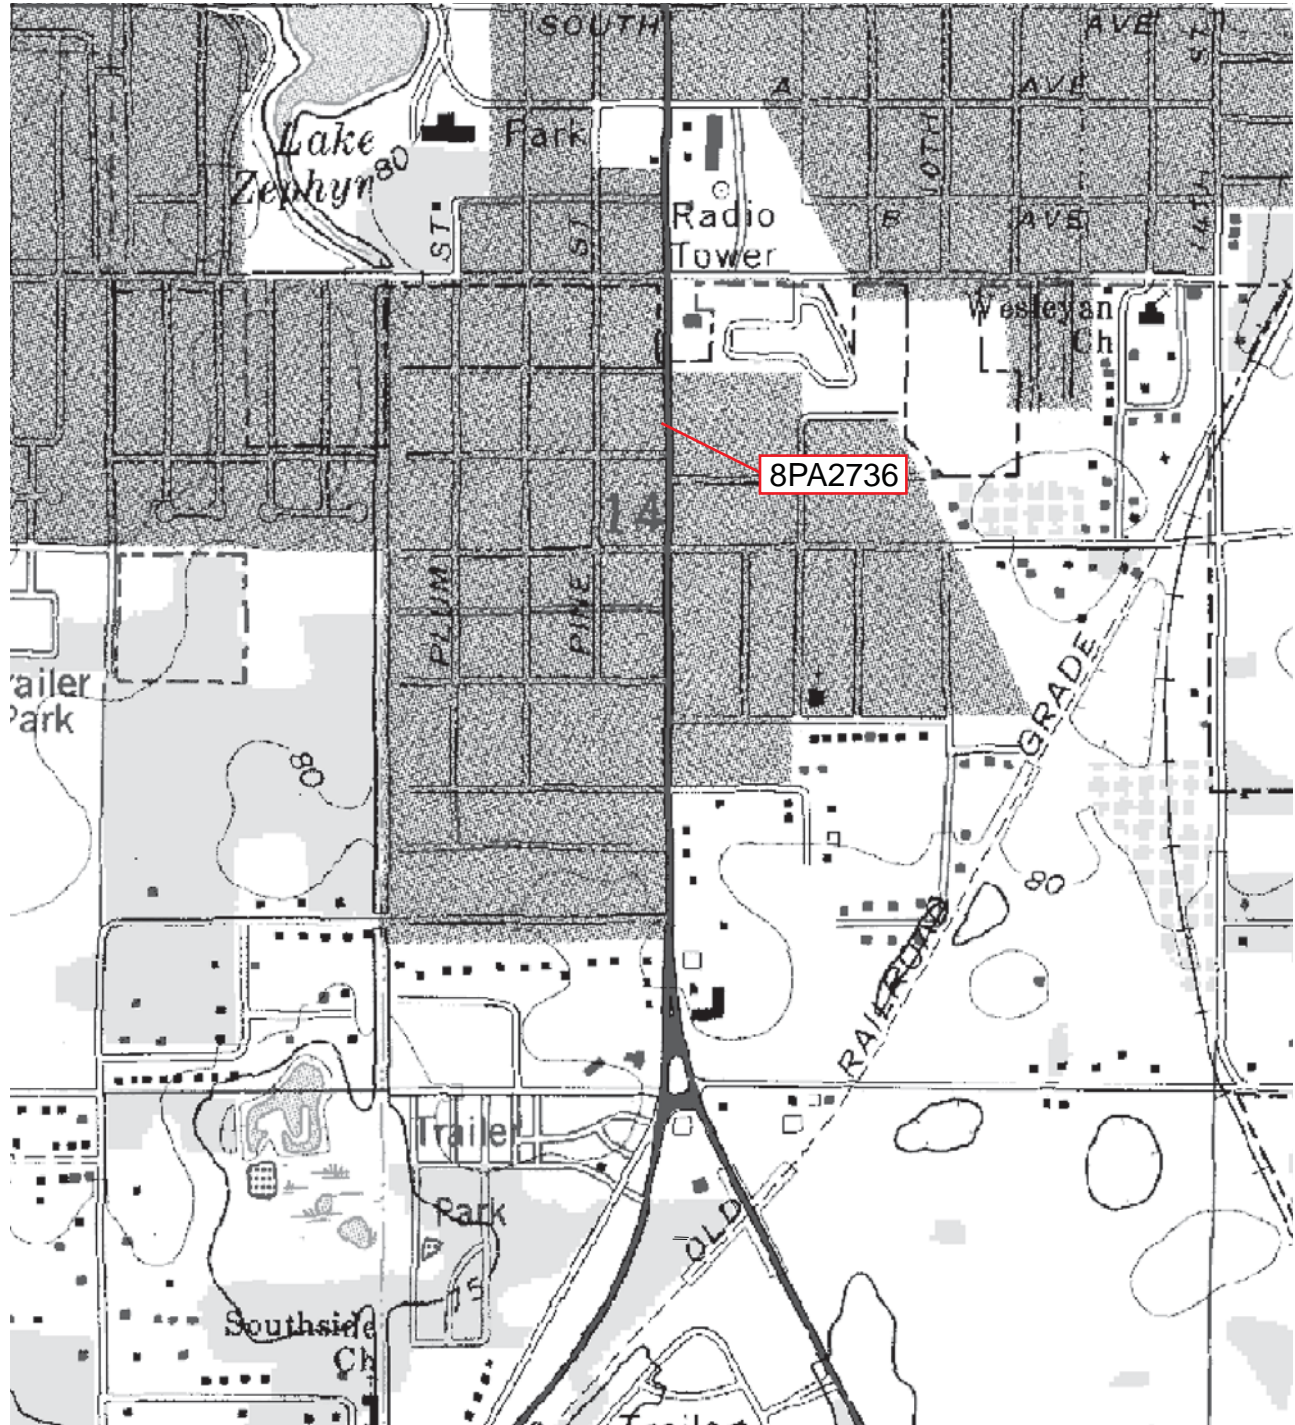 SOUTH AVE
ST
A AVE
Park
Lake
Zephyr
80
10TH
14TH
ST
ST
Radio
Tower
B AVE
Wesleyan
Ch
8PA2736
14
PLUM
PINE
railer
Park
80
GRADE
80
RAILROAD
Trailer
Park
OLD
75
Southside
Ch